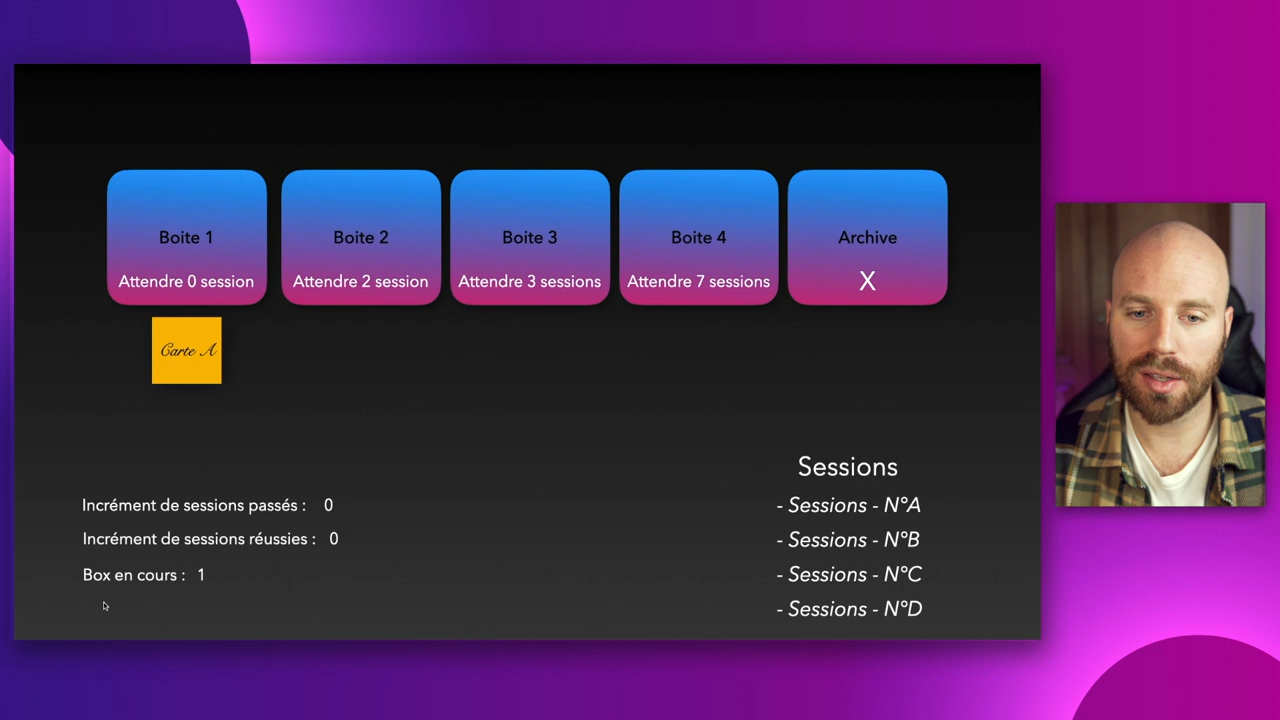 Boite 1
Attendre 0 session
Boite 2
Attendre 2 session
Boite 3
Attendre 3 sessions
Boite 4
Attendre 7 sessions
Archive
X
Carte A
Incrément de sessions passés : 0
Incrément de sessions réussies : 0
Box en cours : 1
Sessions
- Sessions - N°A
- Sessions - N°B
- Sessions - N°C
- Sessions - N°D